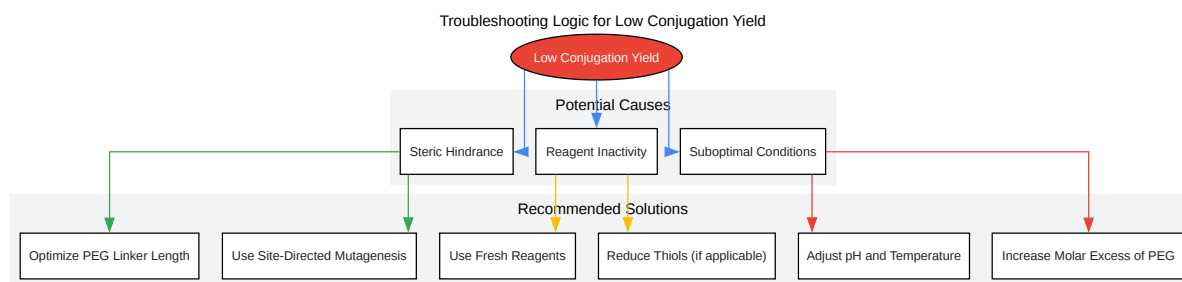 Troubleshooting Logic for Low Conjugation Yield
Low Conjugation Yield
Potential Causes
Steric Hindrance
Reagent Inactivity
Suboptimal Conditions
Recommended Solutions
Optimize PEG Linker Length
Use Site-Directed Mutagenesis
Use Fresh Reagents
Reduce Thiols (if applicable)
Adjust pH and Temperature
Increase Molar Excess of PEG